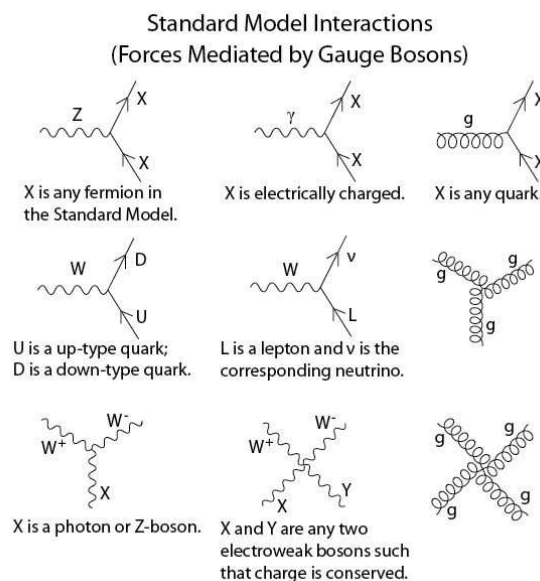 Standard Model Interactions
(Forces Mediated by Gauge Bosons)
Z
X
X
X is any fermion in
the Standard Model.
γ
X
X
X is electrically charged.
g
X
X
X is any quark.
W
D
U
U is a up-type quark;
D is a down-type quark.
W
ν
L
L is a lepton and ν is the
corresponding neutrino.
g
g
g
W⁺
W⁻
X
X is a photon or Z-boson.
W⁺
W⁻
X
Y
X and Y are any two
electroweak bosons such
that charge is conserved.
g
g
g
g